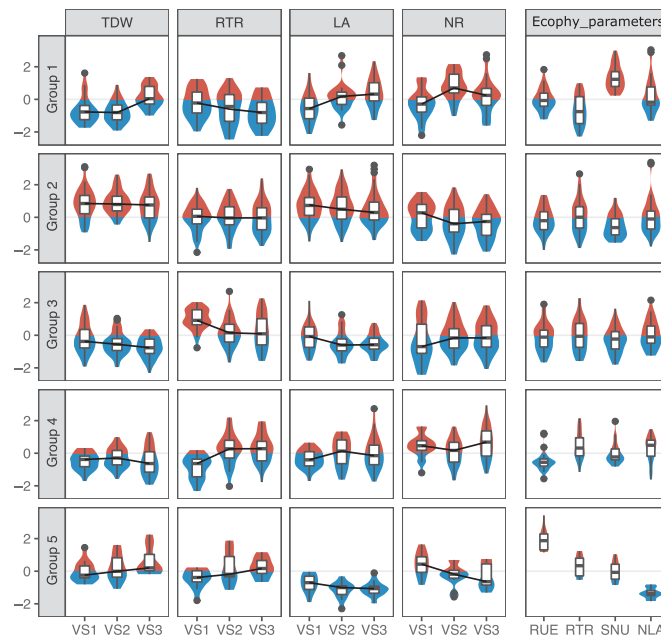 TDW RTR LA NR Ecophy_parameters
Group 1
2
0
−2
Group 2
2
0
−2
Group 3
2
0
−2
Group 4
2
0
−2
Group 5
2
0
−2
VS1 VS2 VS3 VS1 VS2 VS3 VS1 VS2 VS3 VS1 VS2 VS3 RUE RTR SNU NLA